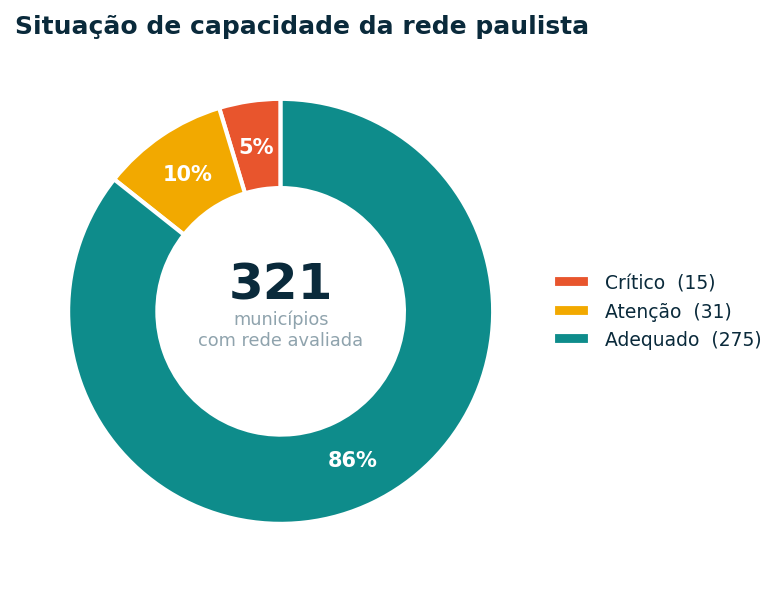 Situação de capacidade da rede paulista
5%
10%
321
municípios
com rede avaliada
86%
Crítico (15)
Atenção (31)
Adequado (275)